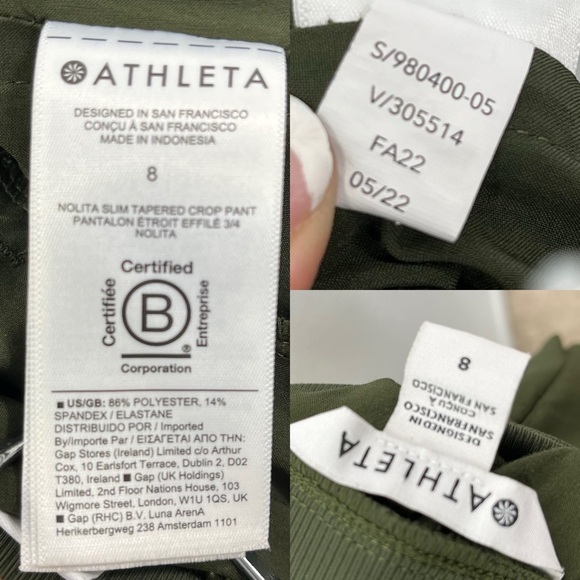 ATHLETA
DESIGNED IN SAN FRANCISCO
CONÇU À SAN FRANCISCO
MADE IN INDONESIA
8
NOLITA SLIM TAPERED CROP PANT
PANTALON ÉTROIT EFFILÉ 3/4
NOLITA
Certified
Certifiée
B
Entreprise
®
Corporation
■ US/GB: 86% POLYESTER, 14%
SPANDEX / ELASTANE
DISTRIBUIDO POR / Imported
By/Importe Par / ΕΙΣΑΓΕΤΑΙ ΑΠΟ ΤΗΝ:
Gap Stores (Ireland) Limited c/o Arthur
Cox, 10 Earlsfort Terrace, Dublin 2, D02
T380, Ireland ■ Gap (UK Holdings)
Limited, 2nd Floor Nations House, 103
Wigmore Street, London, W1U 1QS, UK
■ Gap (RHC) B.V. Luna ArenA
Herikerbergweg 238 Amsterdam 1101
S/980400-05
V/305514
FA22
05/22
8
DESIGNED IN
SAN FRANCISCO
CONÇU À
SAN FRANCISCO
ATHLETA